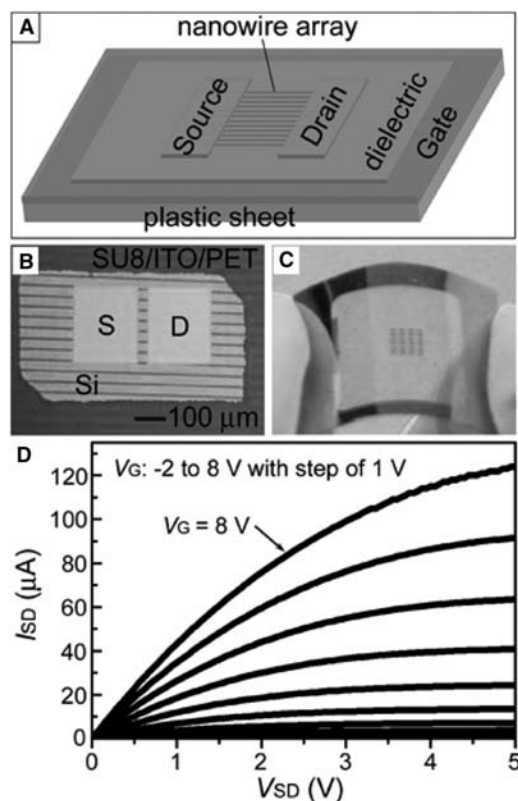 A
nanowire array
Source
Drain
dielectric
Gate
plastic sheet
B
SU8/ITO/PET
S
D
Si
100 μm
C
D
VG: -2 to 8 V with step of 1 V
VG = 8 V
ISD (μA)
120
100
80
60
40
20
0
0 1 2 3 4 5
VSD (V)